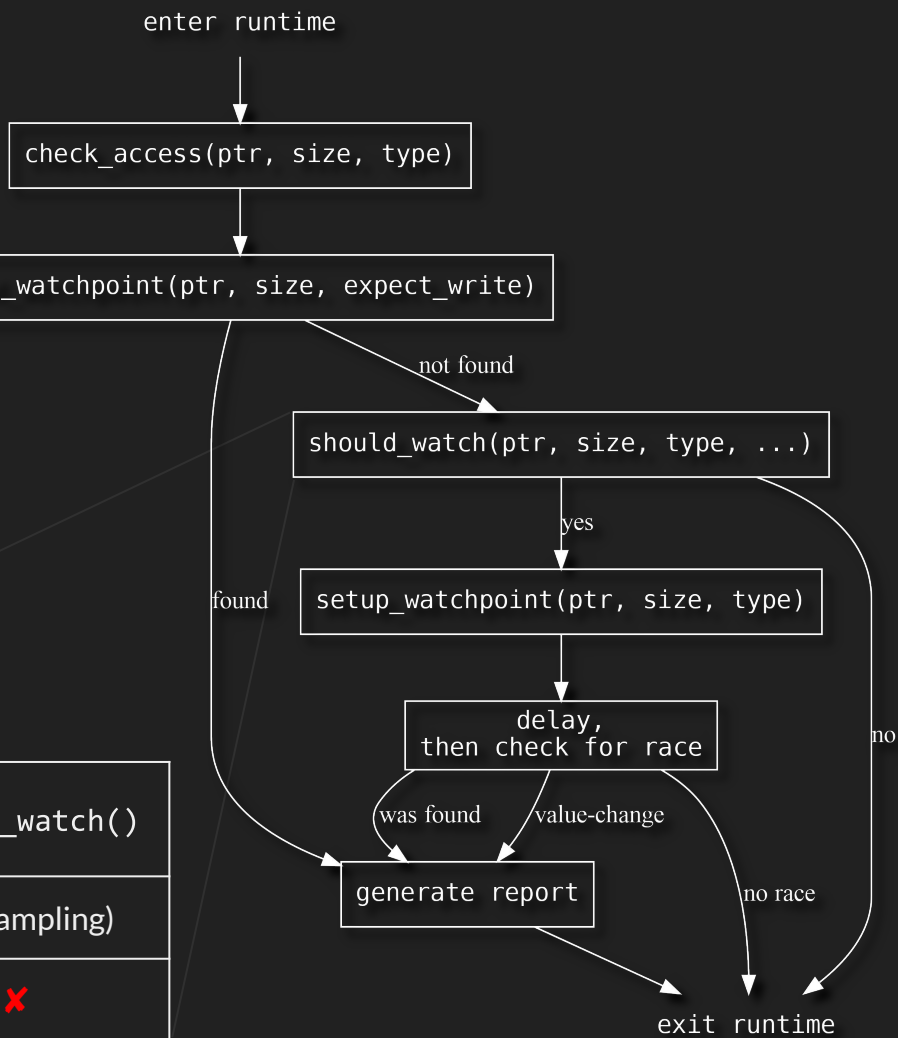 enter runtime
check_access(ptr, size, type)
_watchpoint(ptr, size, expect_write)
not found
should_watch(ptr, size, type, ...)
yes
found
setup_watchpoint(ptr, size, type)
delay,
then check for race
no
_watch()
was found
value-change
generate report
no race
ampling)
✘
exit runtime